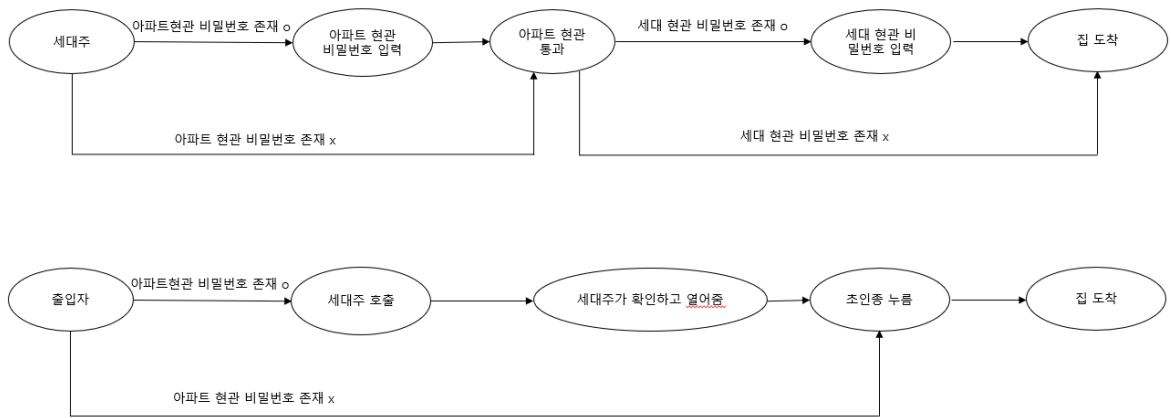 세대주
아파트현관 비밀번호 존재 o
아파트 현관
비밀번호 입력
아파트 현관
통과
세대 현관 비밀번호 존재 o
세대 현관 비
밀번호 입력
집 도착
아파트 현관 비밀번호 존재 x
세대 현관 비밀번호 존재 x
출입자
아파트현관 비밀번호 존재 o
세대주 호출
세대주가 확인하고 열어줌
초인종 누름
집 도착
아파트 현관 비밀번호 존재 x